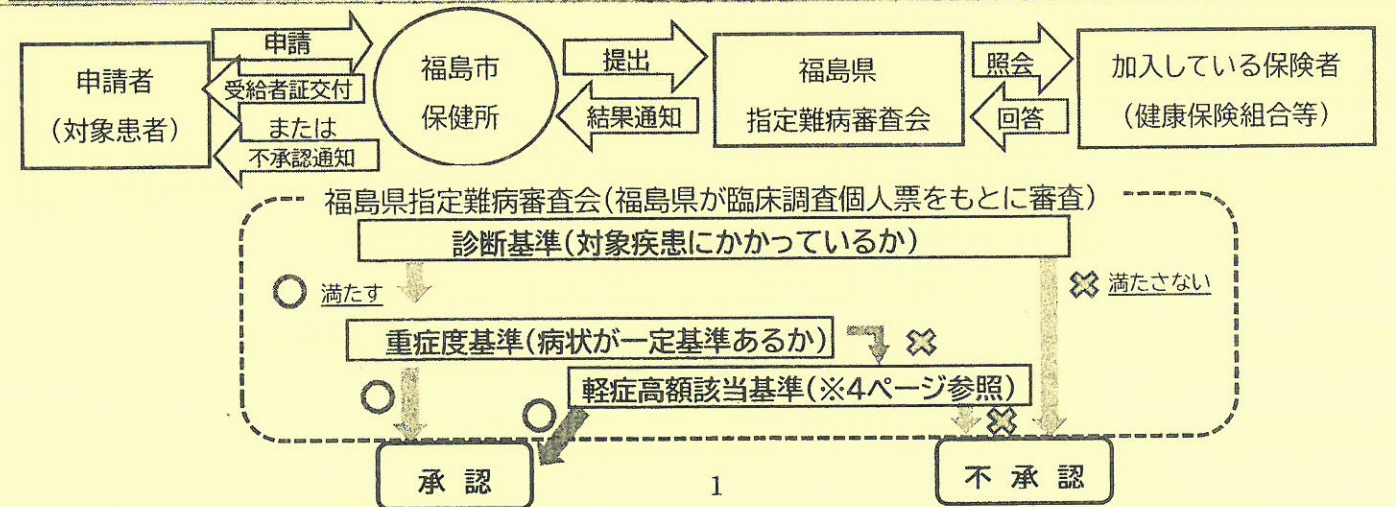 申請
申請者
(対象患者)
受給者証交付
または
不承認通知
福島市
保健所
提出
結果通知
福島県
指定難病審査会
照会
回答
加入している保険者
(健康保険組合等)
福島県指定難病審査会(福島県が臨床調査個人票をもとに審査)
診断基準(対象疾患にかかっているか)
満たす
満たさない
重症度基準(病状が一定基準あるか)
軽症高額該当基準(※4ページ参照)
承 認
1
不 承 認